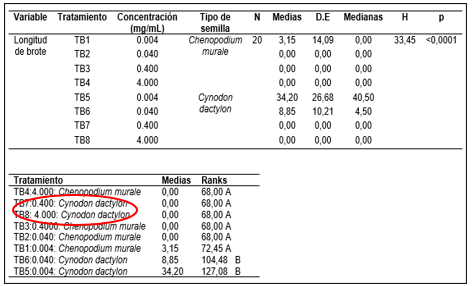 Variable Tratamiento Concentración (mg/mL) Tipo de semilla N Medias D.E Medianas H p
Longitud de brote TB1 0.004 Chenopodium murale 20 3,15 14,09 0,00 33,45 <0,0001
TB2 0.040 0,00 0,00 0,00
TB3 0.400 0,00 0,00 0,00
TB4 4.000 0,00 0,00 0,00
TB5 0.004 Cynodon dactylon 34,20 26,68 40,50
TB6 0.040 8,85 10,21 4,50
TB7 0.400 0,00 0,00 0,00
TB8 4.000 0,00 0,00 0,00
Tratamiento Medias Ranks
TB4:4.000: Chenopodium murale 0,00 68,00 A
TB7:0.400: Cynodon dactylon 0,00 68,00 A
TB8: 4.000: Cynodon dactylon 0,00 68,00 A
TB3:0.4000: Chenopodium murale 0,00 68,00 A
TB2:0.040: Chenopodium murale 0,00 68,00 A
TB1:0.004: Chenopodium murale 3,15 72,45 A
TB6:0.040: Cynodon dactylon 8,85 104,48 B
TB5:0.004: Cynodon dactylon 34,20 127,08 B